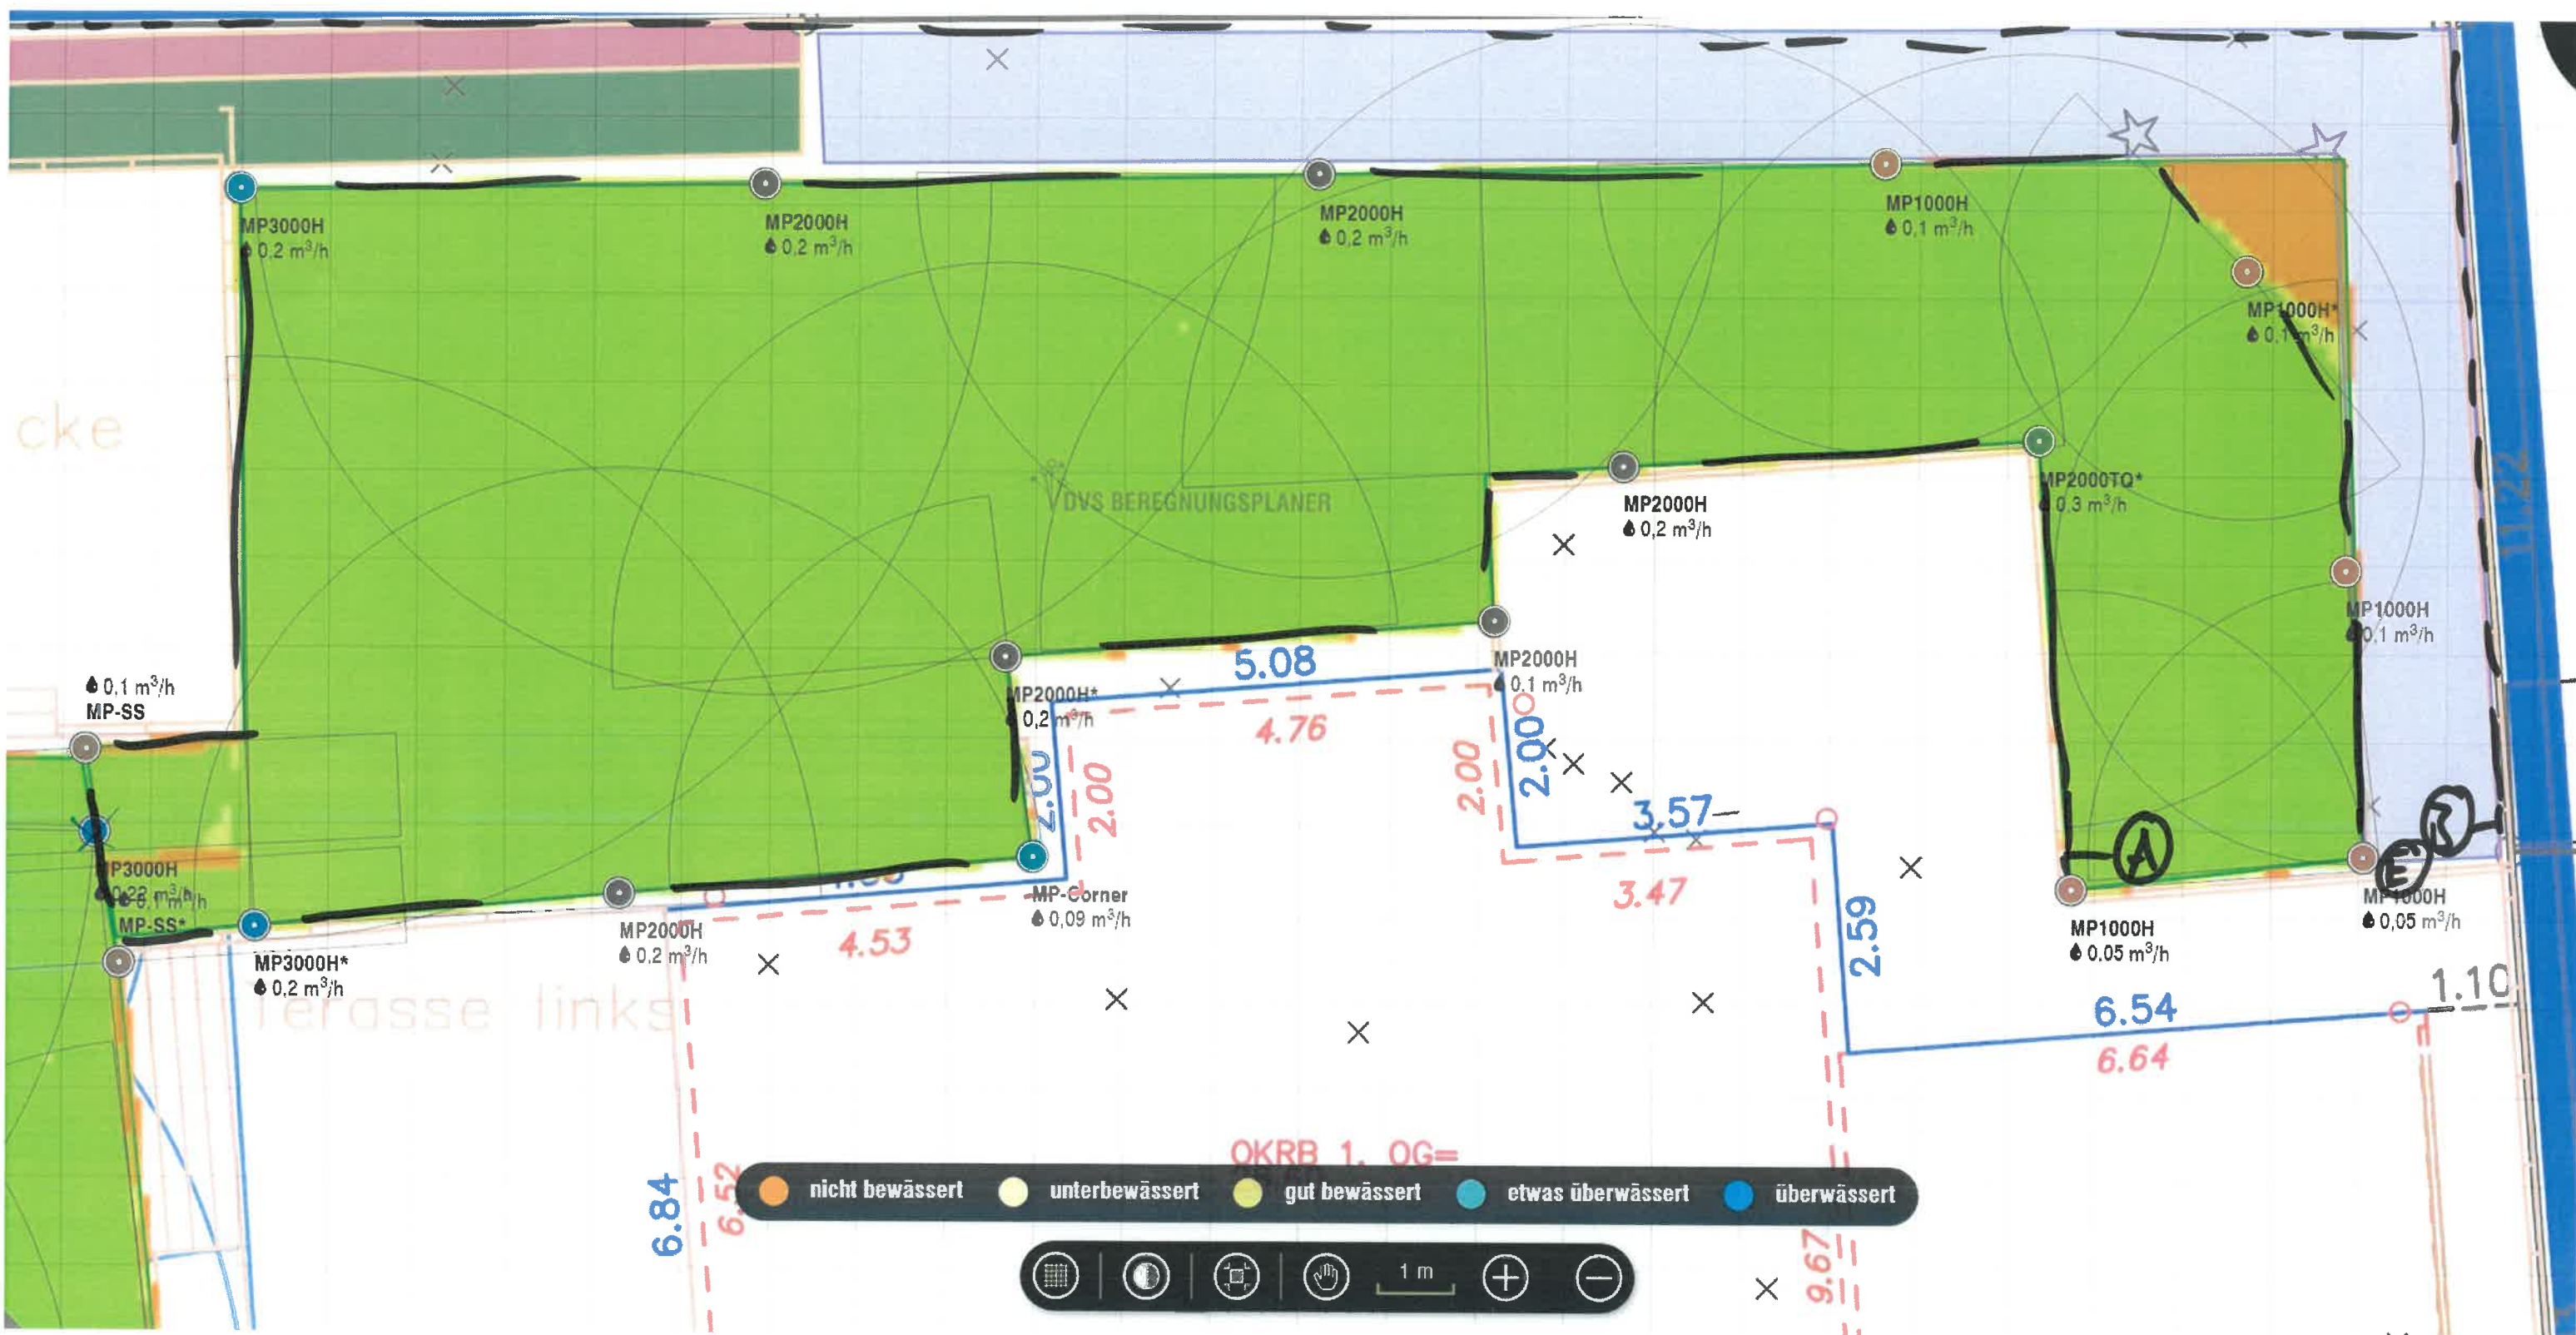 MP3000H
0,2 m³/h
MP2000H
0,2 m³/h
MP2000H
0,2 m³/h
MP1000H
0,1 m³/h
MP1000H*
0,1 m³/h
cke
DVS BEREGNUNGSPLANER
MP2000H
0,2 m³/h
MP2000TQ*
0,3 m³/h
11.22
MP1000H
0,1 m³/h
0,1 m³/h
MP-SS
MP2000H*
0,2 m³/h
5.08
4.76
MP2000H
0,1 m³/h
2.00
2.00
2.00
2.00
3.57
3.47
A
B
E
MP3000H
MP-SS*
MP3000H*
0,2 m³/h
MP2000H
0,2 m³/h
4.53
MP-Corner
0,09 m³/h
2.59
MP1000H
0,05 m³/h
MP1000H
0,05 m³/h
Terasse links
6.54
6.64
1.10
OKRB 1. OG=
6.84
6.52
nicht bewässert
unterbewässert
gut bewässert
etwas überwässert
überwässert
9.67
1 m